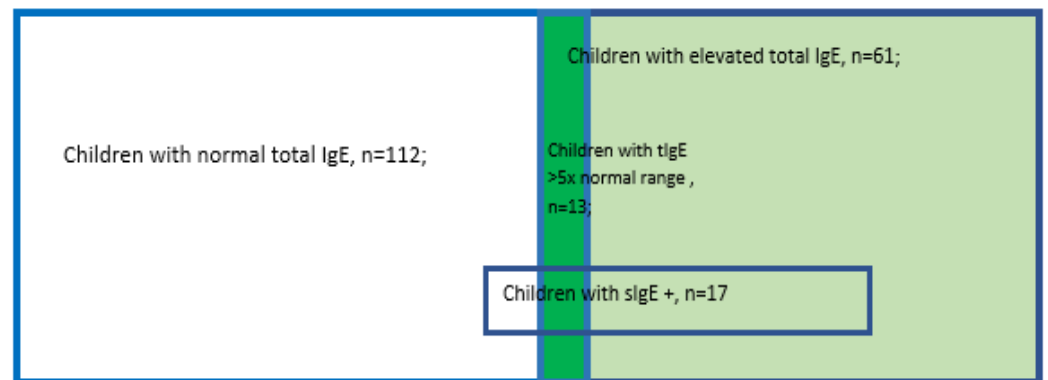 Children with elevated total IgE, n=61;
Children with normal total IgE, n=112;
Children with tIgE
>5x normal range ,
n=13;
Children with sIgE +, n=17